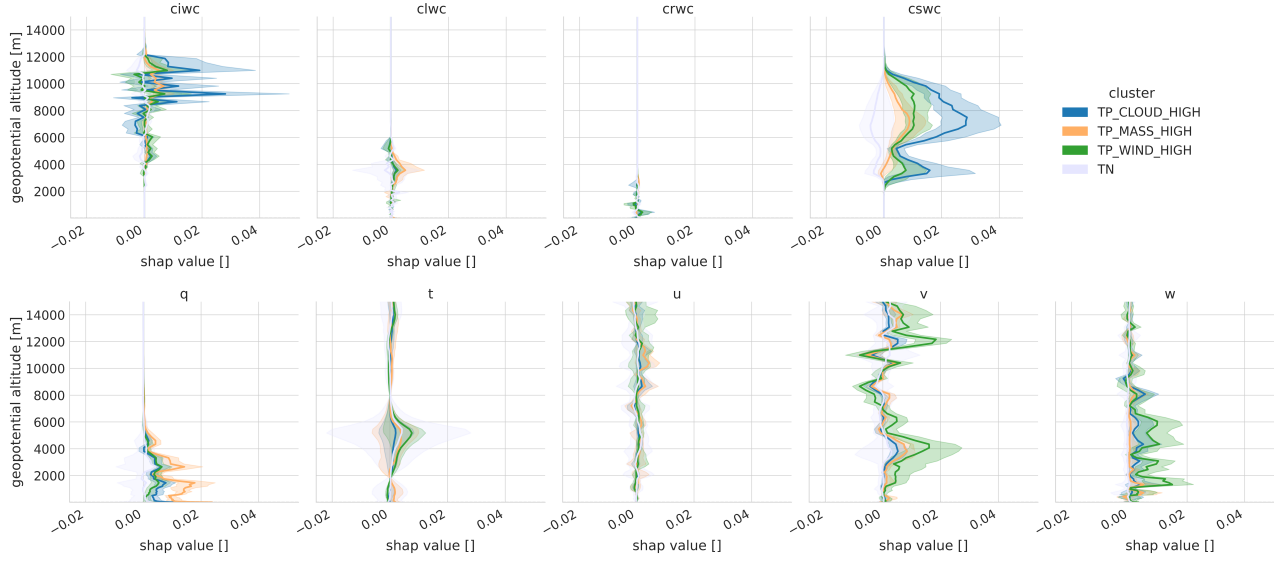 ciwc
clwc
crwc
cswc
geopotential altitude [m]
14000
12000
10000
8000
6000
4000
2000
−0.02 0.00 0.02 0.04
−0.02 0.00 0.02 0.04
−0.02 0.00 0.02 0.04
−0.02 0.00 0.02 0.04
shap value []
shap value []
shap value []
shap value []
cluster
TP_CLOUD_HIGH
TP_MASS_HIGH
TP_WIND_HIGH
TN
q
t
u
v
w
geopotential altitude [m]
14000
12000
10000
8000
6000
4000
2000
−0.02 0.00 0.02 0.04
−0.02 0.00 0.02 0.04
−0.02 0.00 0.02 0.04
−0.02 0.00 0.02 0.04
−0.02 0.00 0.02 0.04
shap value []
shap value []
shap value []
shap value []
shap value []